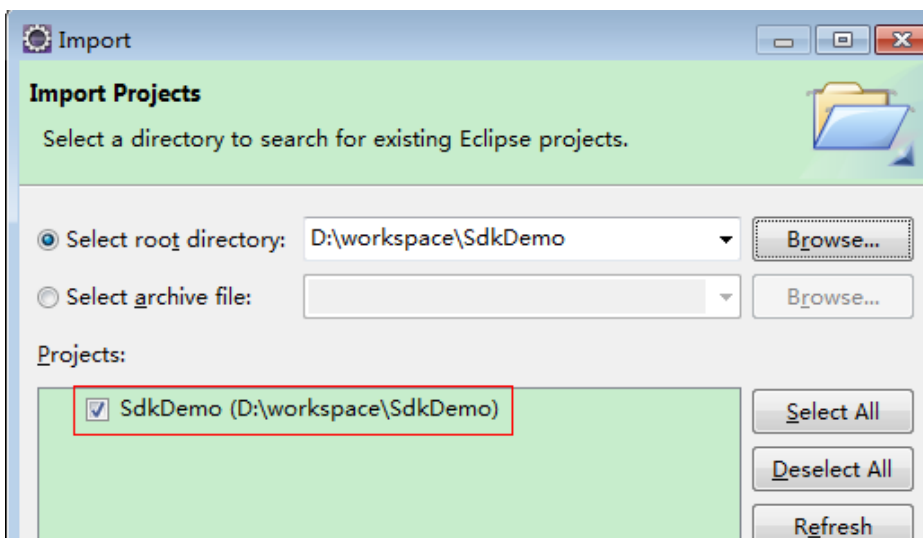 Import
Import Projects
Select a directory to search for existing Eclipse projects.
Select root directory: D:\workspace\SdkDemo Browse...
Select archive file: Browse...
Projects:
SdkDemo (D:\workspace\SdkDemo)
Select All
Deselect All
Refresh